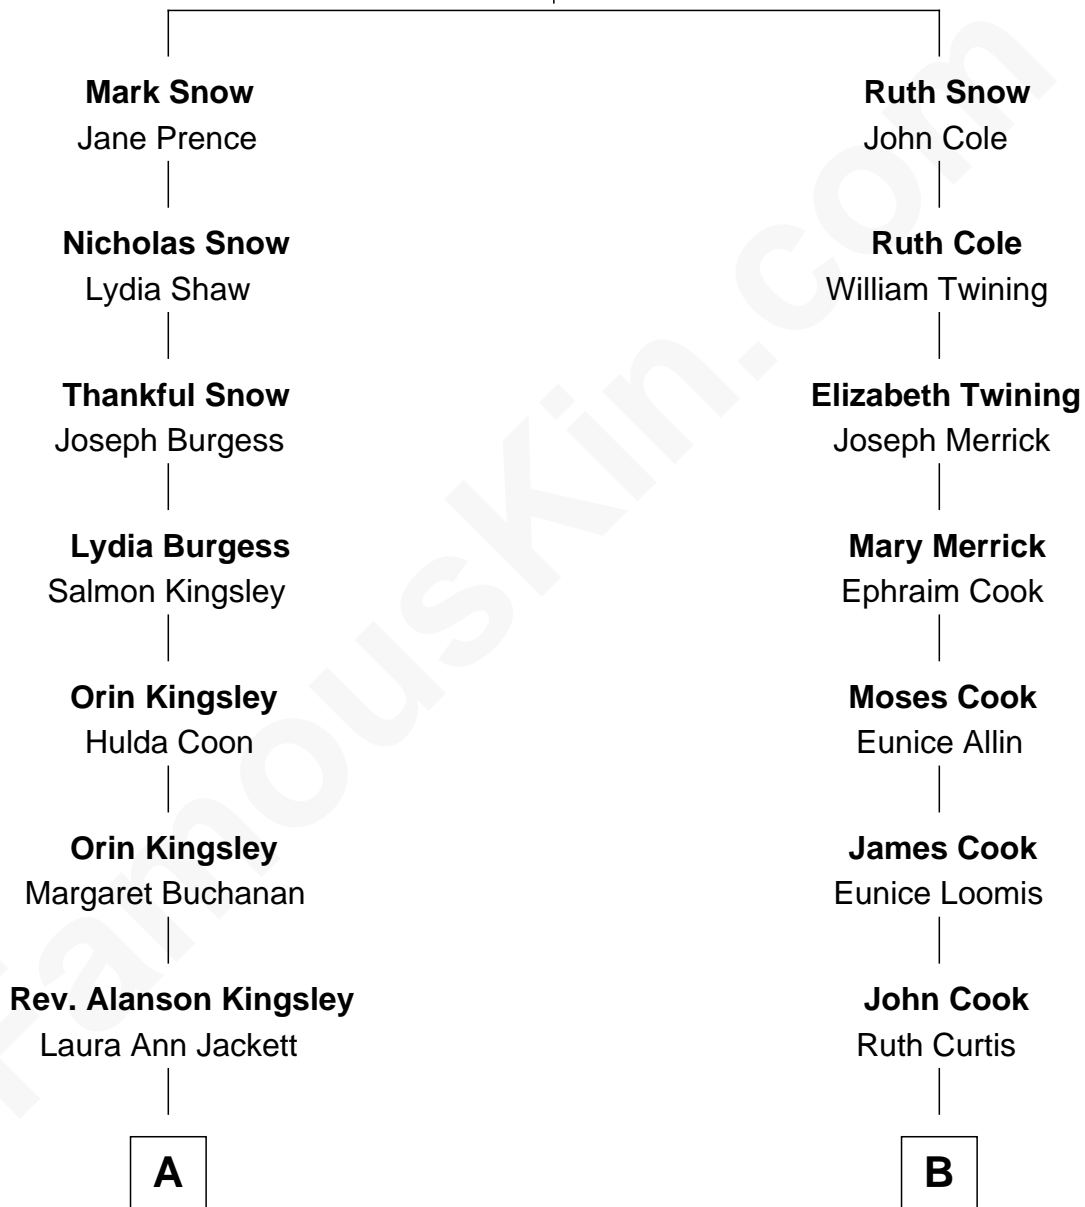 Mark Snow
Jane Prence
Nicholas Snow
Lydia Shaw
Thankful Snow
Joseph Burgess
Lydia Burgess
Salmon Kingsley
Orin Kingsley
Hulda Coon
Orin Kingsley
Margaret Buchanan
Rev. Alanson Kingsley
Laura Ann Jackett
A
Ruth Snow
John Cole
Ruth Cole
William Twining
Elizabeth Twining
Joseph Merrick
Mary Merrick
Ephraim Cook
Moses Cook
Eunice Allin
James Cook
Eunice Loomis
John Cook
Ruth Curtis
B
FamousKin.com